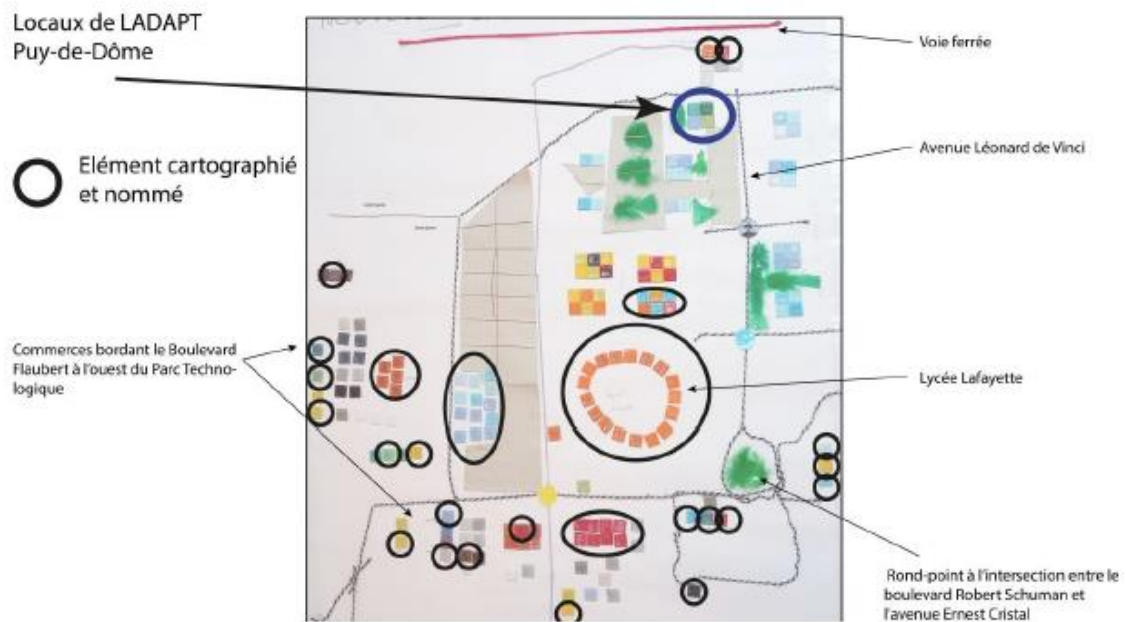 Locaux de LADAPT
Puy-de-Dôme
Voie ferrée
Avenue Léonard de Vinci
Elément cartographié
et nommé
Commerces bordant le Boulevard
Flaubert à l'ouest du Parc Techno-
logique
Lycée Lafayette
Rond-point à l'intersection entre le
boulevard Robert Schuman et
l'avenue Ernest Cristal